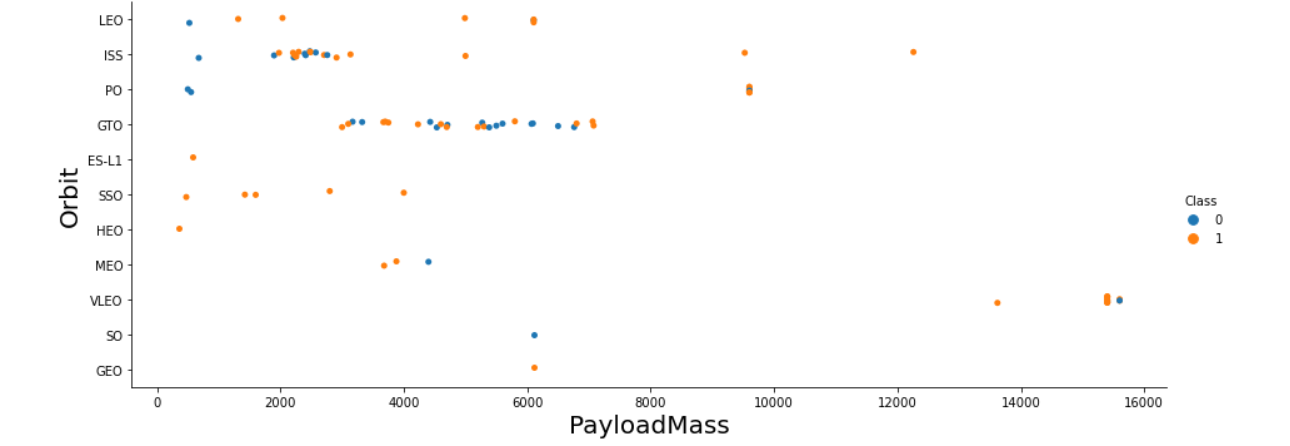 LEO
ISS
PO
GTO
ES-L1
SSO
HEO
MEO
VLEO
SO
GEO
Orbit
0 2000 4000 6000 8000 10000 12000 14000 16000
PayloadMass
Class
0
1